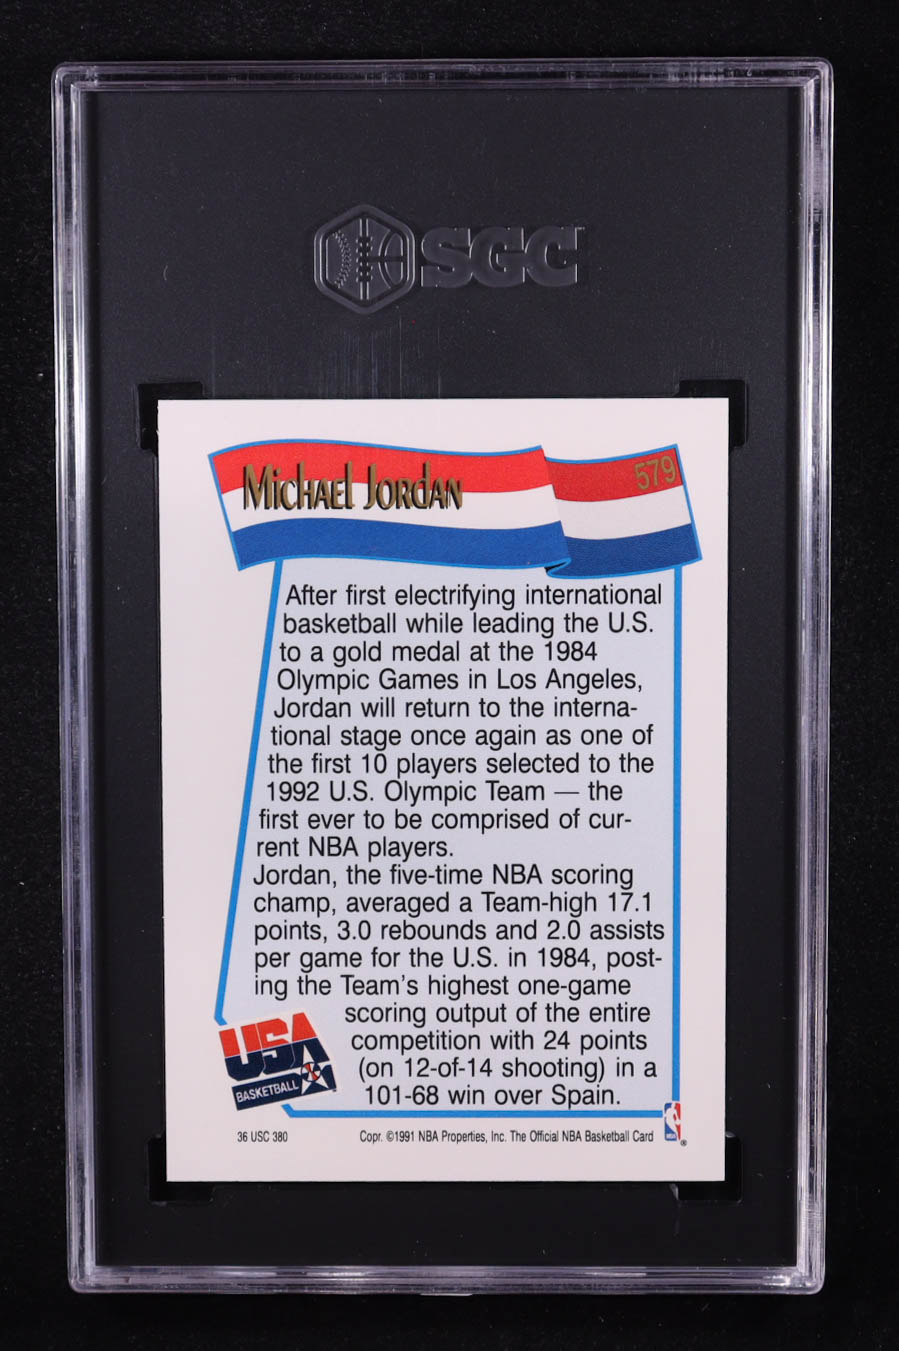 SGC
Michael Jordan
579
After first electrifying international
basketball while leading the U.S.
to a gold medal at the 1984
Olympic Games in Los Angeles,
Jordan will return to the interna-
tional stage once again as one of
the first 10 players selected to the
1992 U.S. Olympic Team — the
first ever to be comprised of cur-
rent NBA players.
Jordan, the five-time NBA scoring
champ, averaged a Team-high 17.1
points, 3.0 rebounds and 2.0 assists
per game for the U.S. in 1984, post-
ing the Team's highest one-game
scoring output of the entire
competition with 24 points
(on 12-of-14 shooting) in a
101-68 win over Spain.
USA
BASKETBALL
36 USC 380
Copr. ©1991 NBA Properties, Inc. The Official NBA Basketball Card
NBA
®